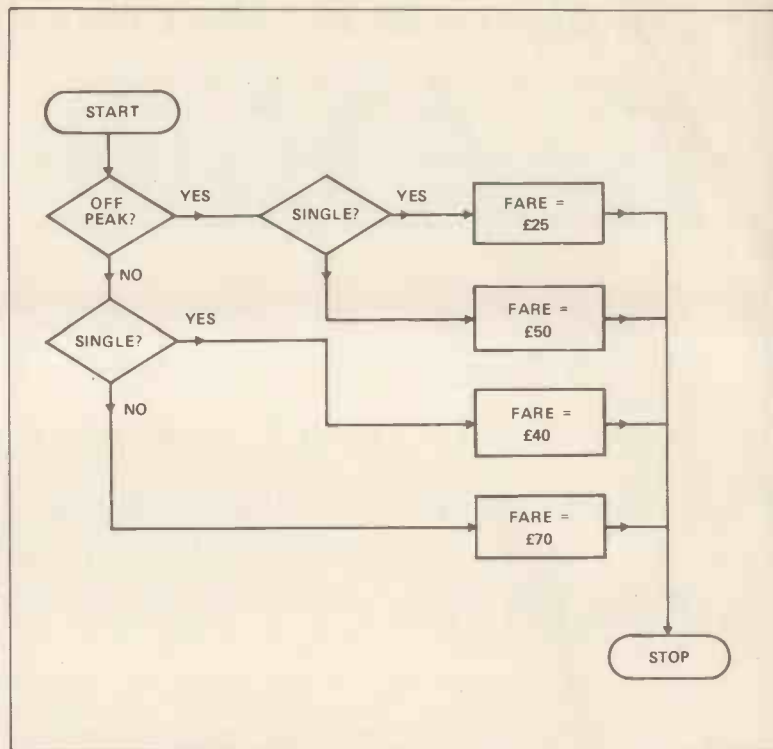 START
OFF
PEAK?
YES
SINGLE?
YES
FARE =
£25
NO
FARE =
£50
SINGLE?
YES
FARE =
£40
NO
FARE =
£70
STOP